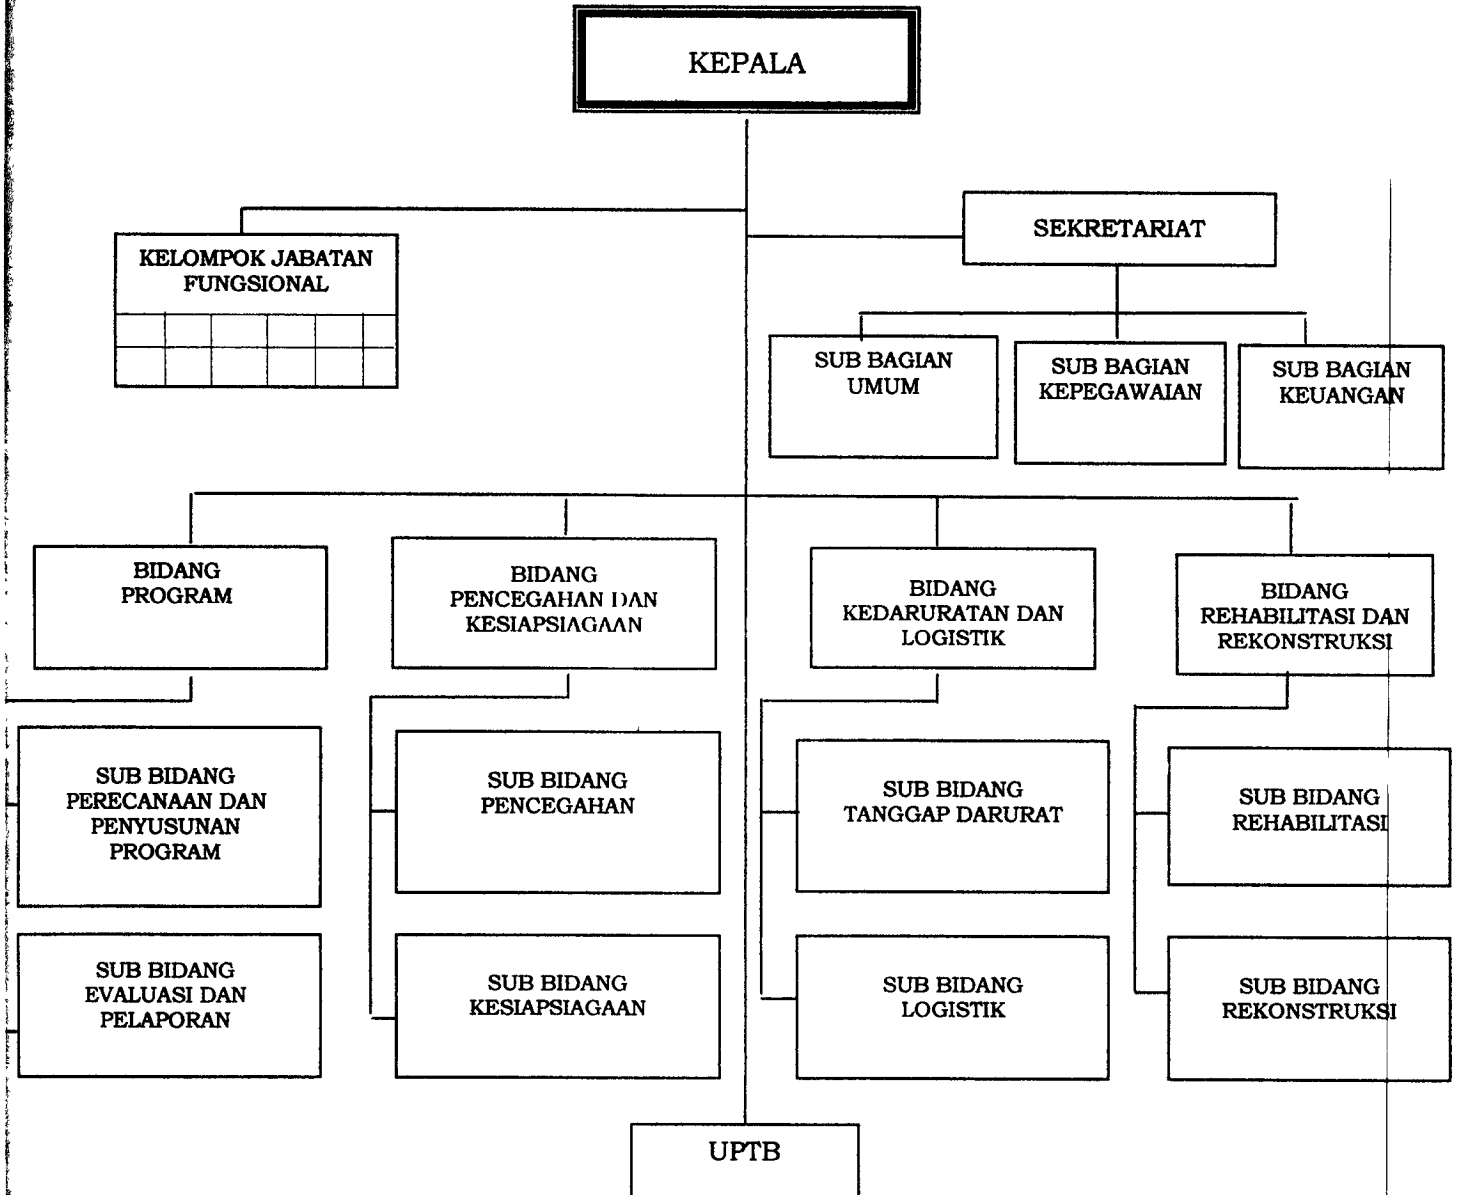 KEPALA
SEKRETARIAT
KELOMPOK JABATAN
FUNGSIONAL
SUB BAGIAN
UMUM
SUB BAGIAN
KEPEGAWAIAN
SUB BAGIAN
KEUANGAN
BIDANG
PROGRAM
BIDANG
PENCEGAHAN DAN
KESIAPSIAGAAN
BIDANG
KEDARURATAN DAN
LOGISTIK
BIDANG
REHABILITASI DAN
REKONSTRUKSI
SUB BIDANG
PERECANAAN DAN
PENYUSUNAN
PROGRAM
SUB BIDANG
PENCEGAHAN
SUB BIDANG
TANGGAP DARURAT
SUB BIDANG
REHABILITASI
SUB BIDANG
EVALUASI DAN
PELAPORAN
SUB BIDANG
KESIAPSIAGAAN
SUB BIDANG
LOGISTIK
SUB BIDANG
REKONSTRUKSI
UPTB